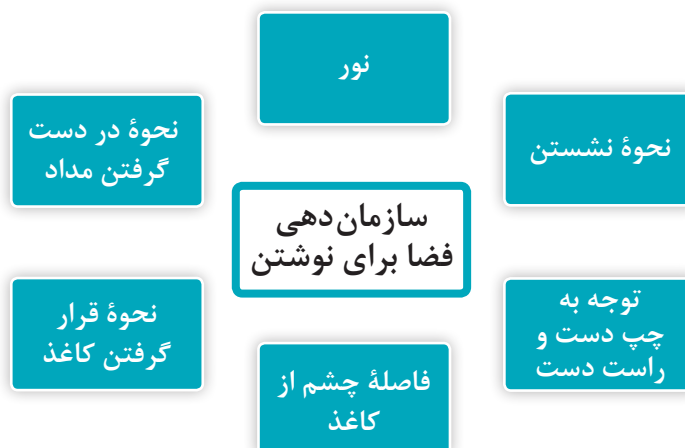 نور
نحوهٔ نشستن
نحوهٔ در دست
گرفتن مداد
سازمان‌دهی
فضا برای نوشتن
توجه به
چپ دست و
راست دست
نحوهٔ قرار
گرفتن کاغذ
فاصلهٔ چشم از
کاغذ